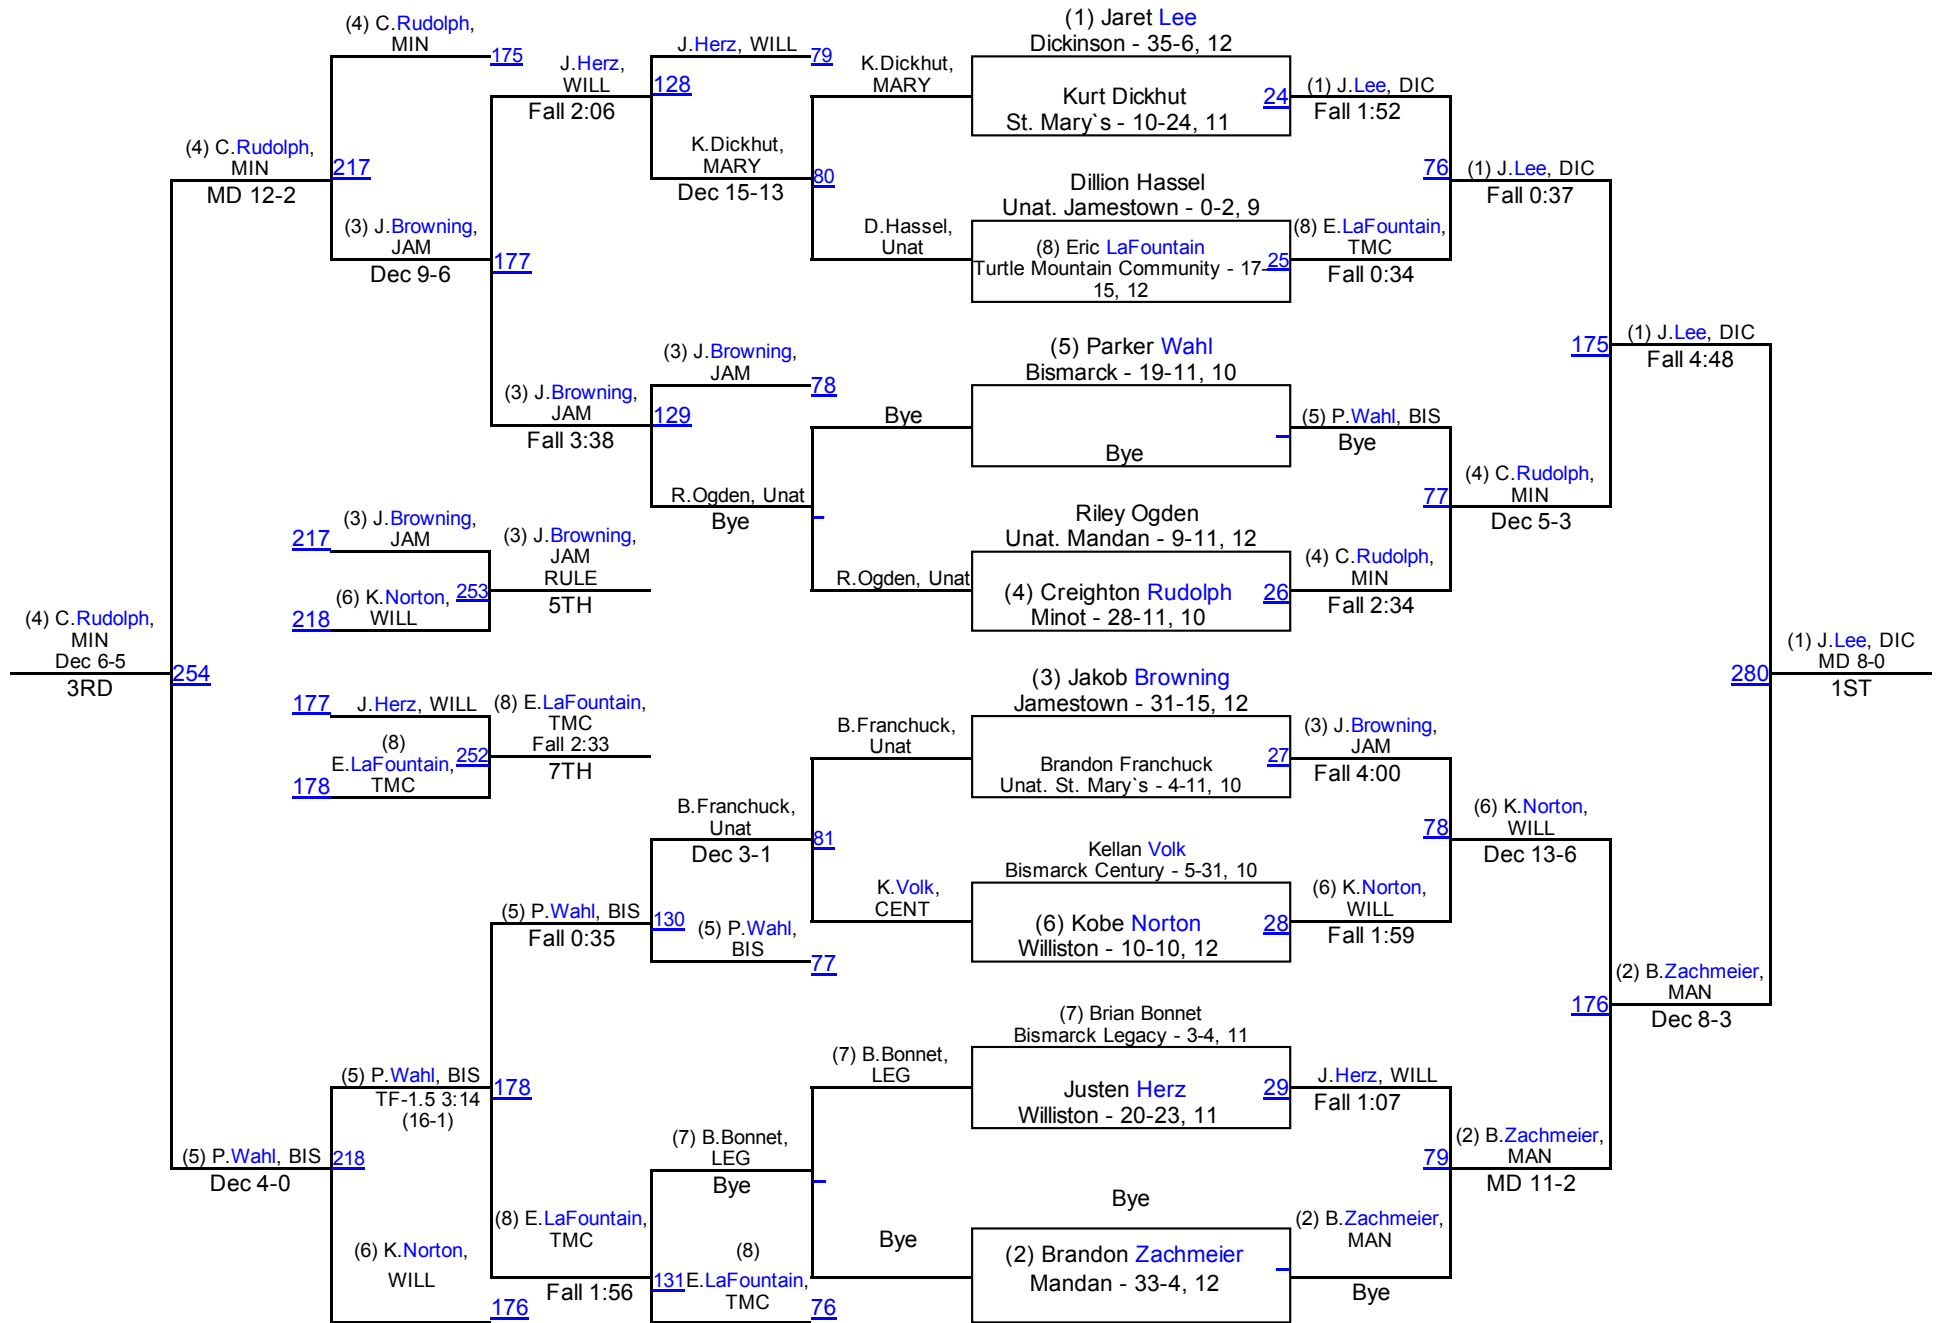 (4) C.Rudolph,
MIN
175
J.Herz,
WILL
Fall 2:06
J.Herz, WILL
79
128
K.Dickhut,
MARY
(1) Jaret Lee
Dickinson - 35-6, 12
Kurt Dickhut
St. Mary`s - 10-24, 11
24
(1) J.Lee, DIC
Fall 1:52
(4) C.Rudolph,
MIN
MD 12-2
217
K.Dickhut,
MARY
Dec 15-13
80
76
(1) J.Lee, DIC
Fall 0:37
(3) J.Browning,
JAM
Dec 9-6
177
D.Hassel,
Unat
Dillion Hassel
Unat. Jamestown - 0-2, 9
(8) Eric LaFountain
Turtle Mountain Community - 17-
15, 12
25
(8) E.LaFountain,
TMC
Fall 0:34
175
(1) J.Lee, DIC
Fall 4:48
(3) J.Browning,
JAM
78
(3) J.Browning,
JAM
Fall 3:38
129
Bye
(5) Parker Wahl
Bismarck - 19-11, 10
Bye
(5) P.Wahl, BIS
Bye
R.Ogden, Unat
Bye
77
(4) C.Rudolph,
MIN
Dec 5-3
217
(3) J.Browning,
JAM
(3) J.Browning,
JAM
RULE
5TH
253
(6) K.Norton,
WILL
218
R.Ogden, Unat
Riley Ogden
Unat. Mandan - 9-11, 12
(4) Creighton Rudolph
Minot - 28-11, 10
26
(4) C.Rudolph,
MIN
Fall 2:34
(4) C.Rudolph,
MIN
Dec 6-5
3RD
254
280
(1) J.Lee, DIC
MD 8-0
1ST
177
J.Herz, WILL
(8) E.LaFountain,
TMC
Fall 2:33
7TH
252
(8)
E.LaFountain,
TMC
178
B.Franchuck,
Unat
(3) Jakob Browning
Jamestown - 31-15, 12
Brandon Franchuck
Unat. St. Mary`s - 4-11, 10
27
(3) J.Browning,
JAM
Fall 4:00
B.Franchuck,
Unat
Dec 3-1
81
78
(6) K.Norton,
WILL
Dec 13-6
K.Volk,
CENT
Kellan Volk
Bismarck Century - 5-31, 10
(6) Kobe Norton
Williston - 10-10, 12
28
(6) K.Norton,
WILL
Fall 1:59
(5) P.Wahl, BIS
Fall 0:35
130
(5) P.Wahl,
BIS
77
176
(2) B.Zachmeier,
MAN
Dec 8-3
(7) B.Bonnet,
LEG
(7) Brian Bonnet
Bismarck Legacy - 3-4, 11
Justen Herz
Williston - 20-23, 11
29
J.Herz, WILL
Fall 1:07
(5) P.Wahl, BIS
TF-1.5 3:14
(16-1)
178
(5) P.Wahl, BIS
Dec 4-0
218
(7) B.Bonnet,
LEG
Bye
79
(2) B.Zachmeier,
MAN
MD 11-2
(6) K.Norton,
WILL
176
(8) E.LaFountain,
TMC
Fall 1:56
131
(8)
E.LaFountain,
TMC
76
Bye
Bye
(2) Brandon Zachmeier
Mandan - 33-4, 12
(2) B.Zachmeier,
MAN
Bye